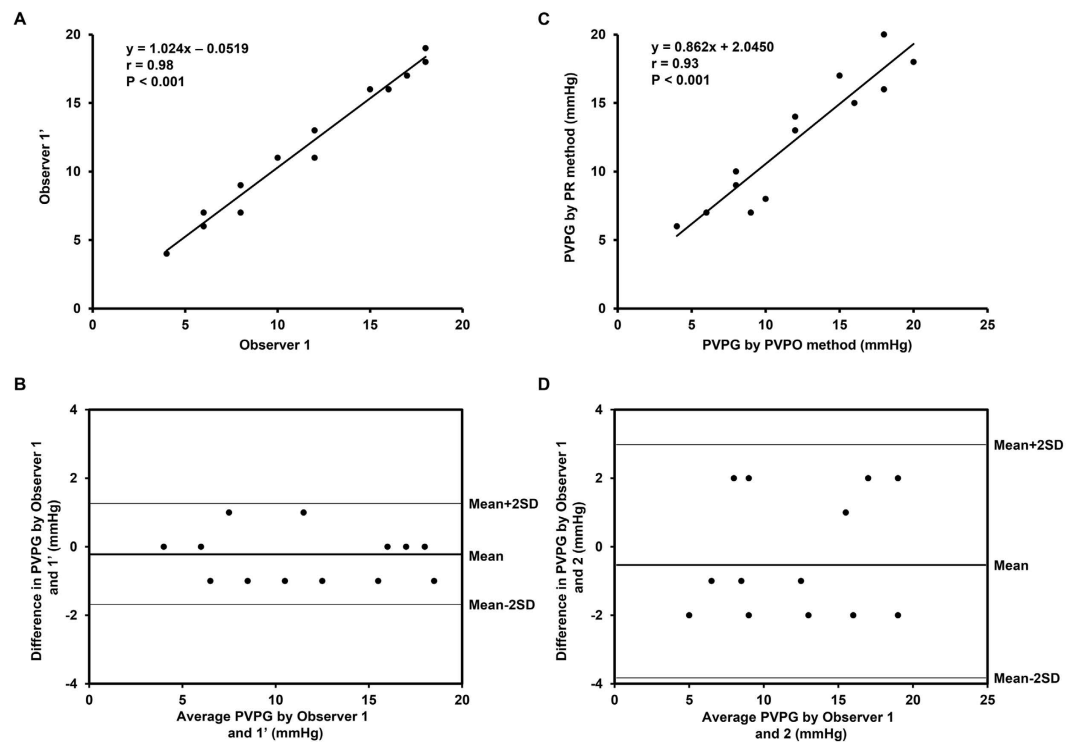 A
y = 1.024x – 0.0519
r = 0.98
P < 0.001
20
15
10
5
0
0 5 10 15 20
Observer 1’
Observer 1
C
y = 0.862x + 2.0450
r = 0.93
P < 0.001
20
15
10
5
0
0 5 10 15 20 25
PVPG by PR method (mmHg)
PVPG by PVPO method (mmHg)
B
4
2
0
-2
-4
0 5 10 15 20
Mean+2SD
Mean
Mean-2SD
Difference in PVPG by Observer 1
and 1’ (mmHg)
Average PVPG by Observer 1
and 1’ (mmHg)
D
4
2
0
-2
-4
0 5 10 15 20 25
Mean+2SD
Mean
Mean-2SD
Difference in PVPG by Observer 1
and 2 (mmHg)
Average PVPG by Observer 1
and 2 (mmHg)